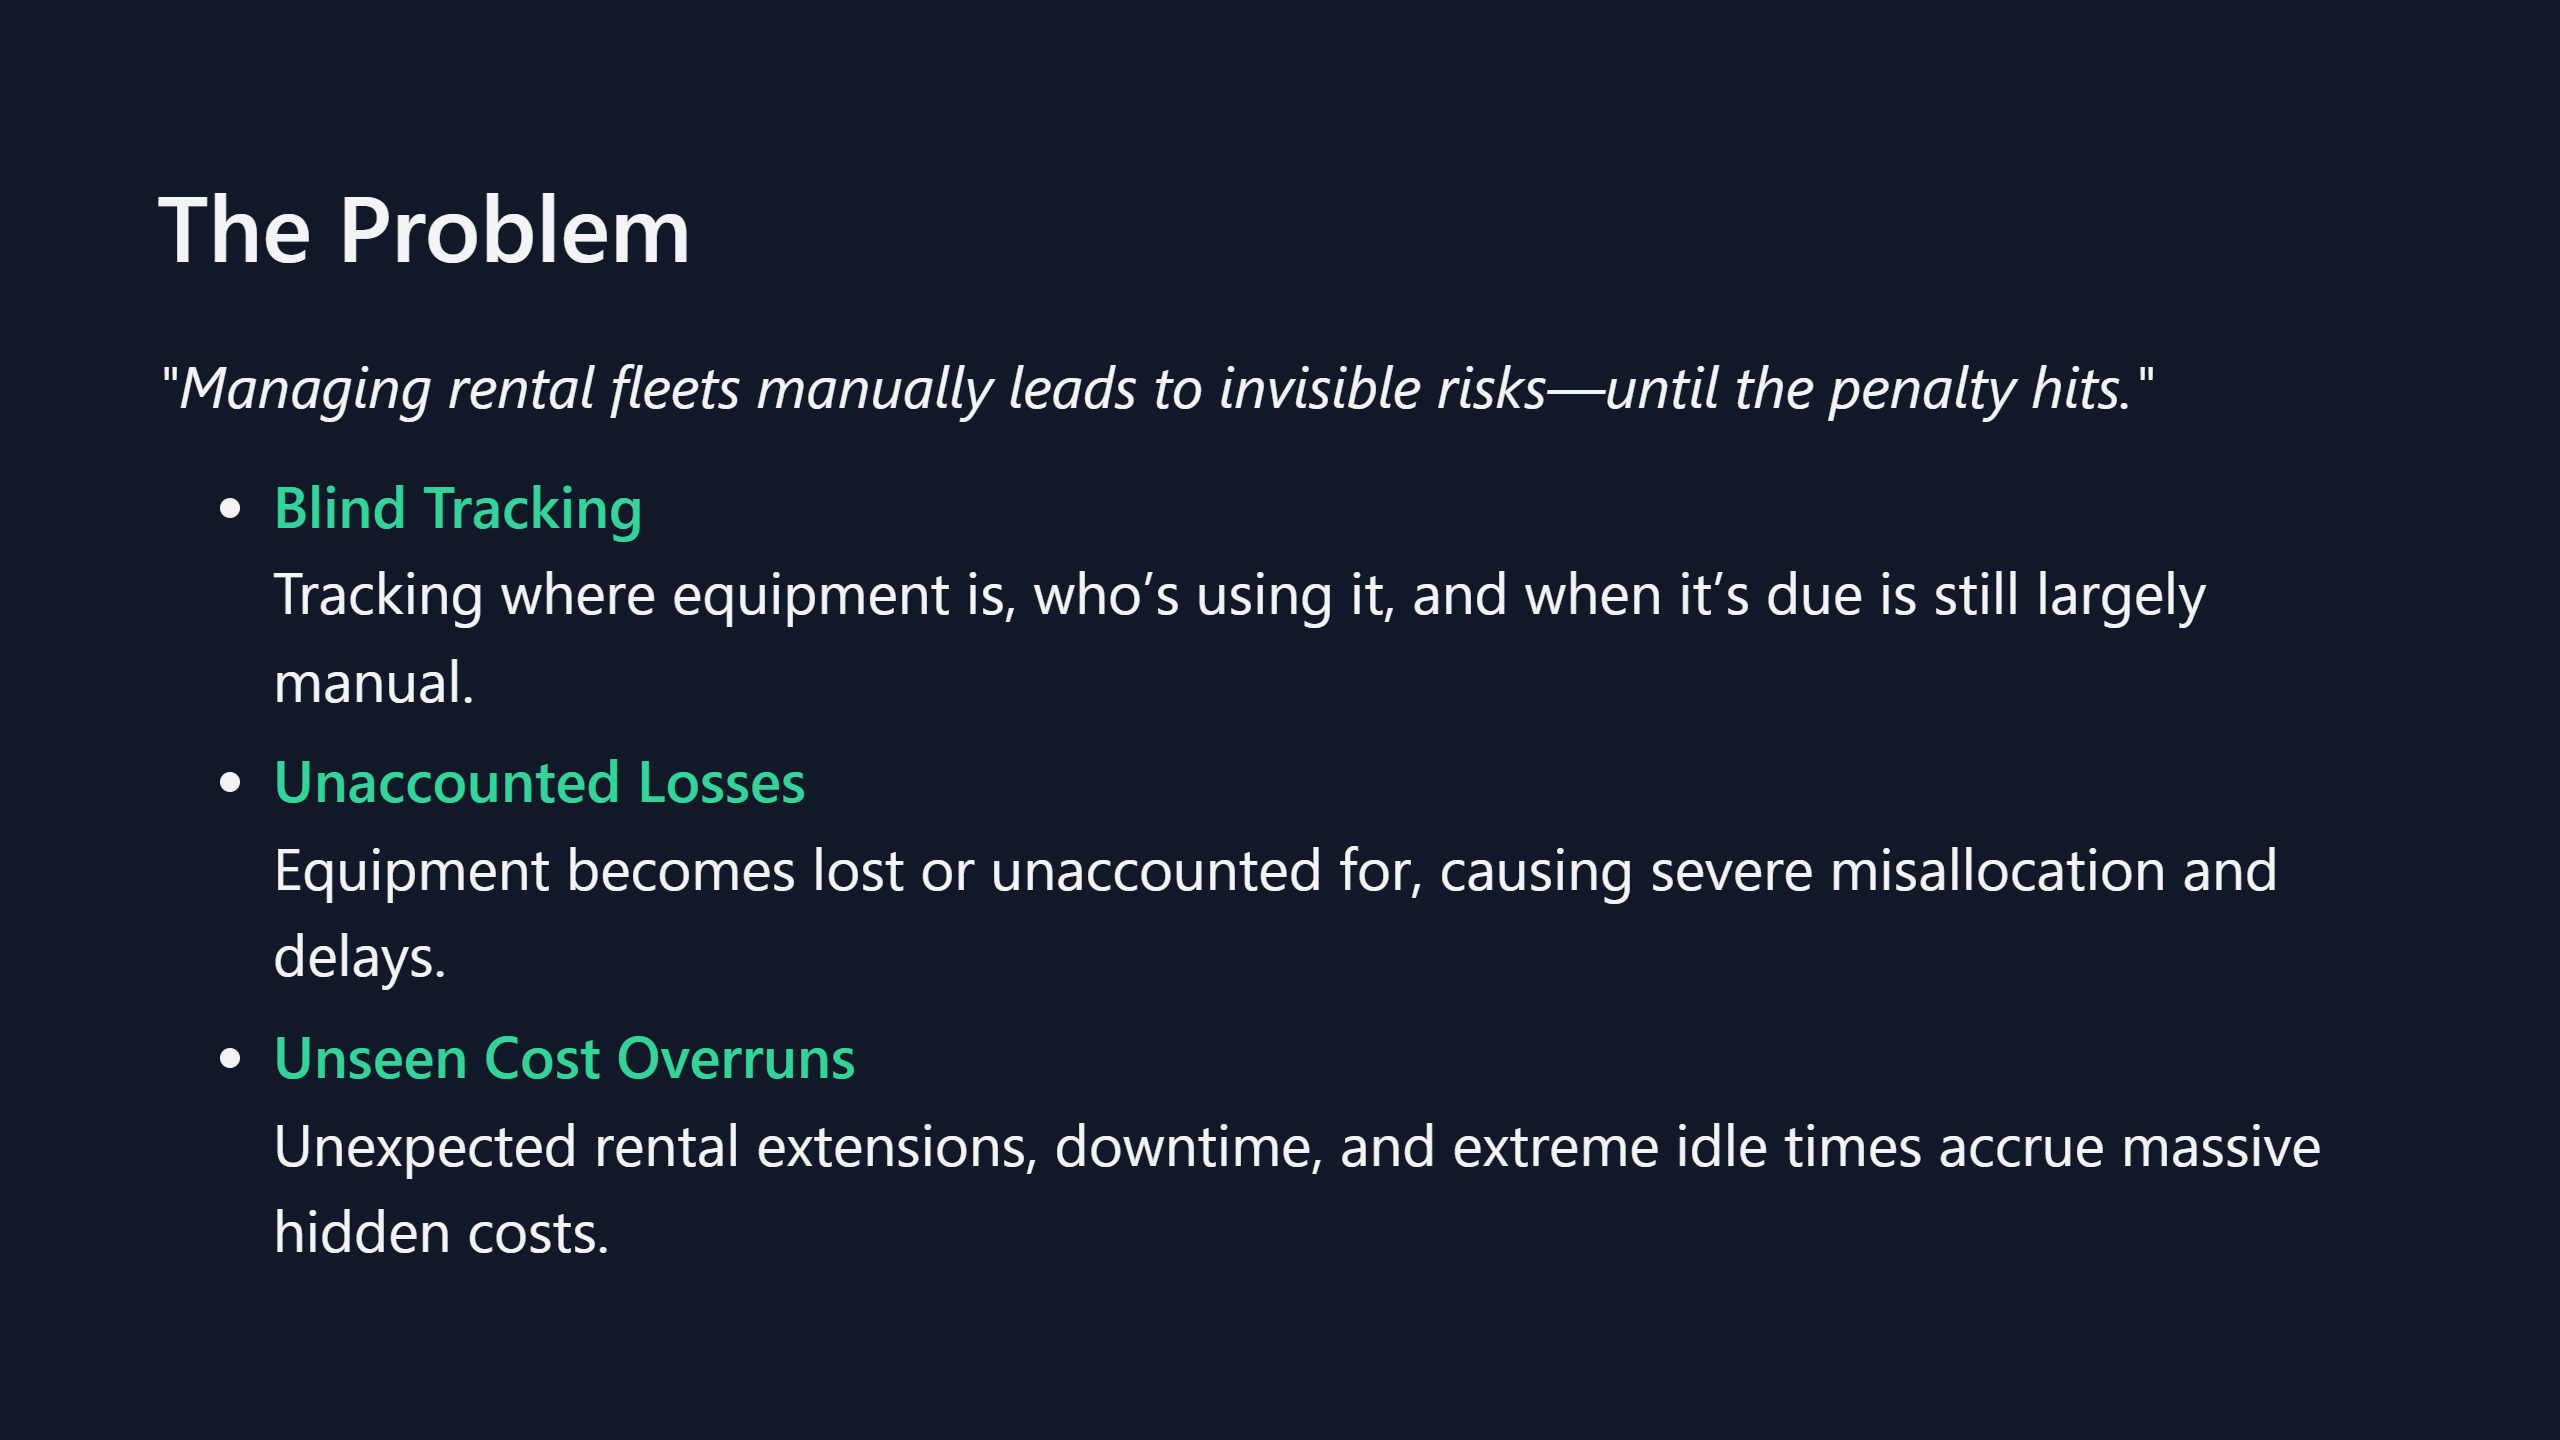 The Problem
"Managing rental fleets manually leads to invisible risks—until the penalty hits."
• Blind Tracking
Tracking where equipment is, who’s using it, and when it’s due is still largely
manual.
• Unaccounted Losses
Equipment becomes lost or unaccounted for, causing severe misallocation and
delays.
• Unseen Cost Overruns
Unexpected rental extensions, downtime, and extreme idle times accrue massive
hidden costs.